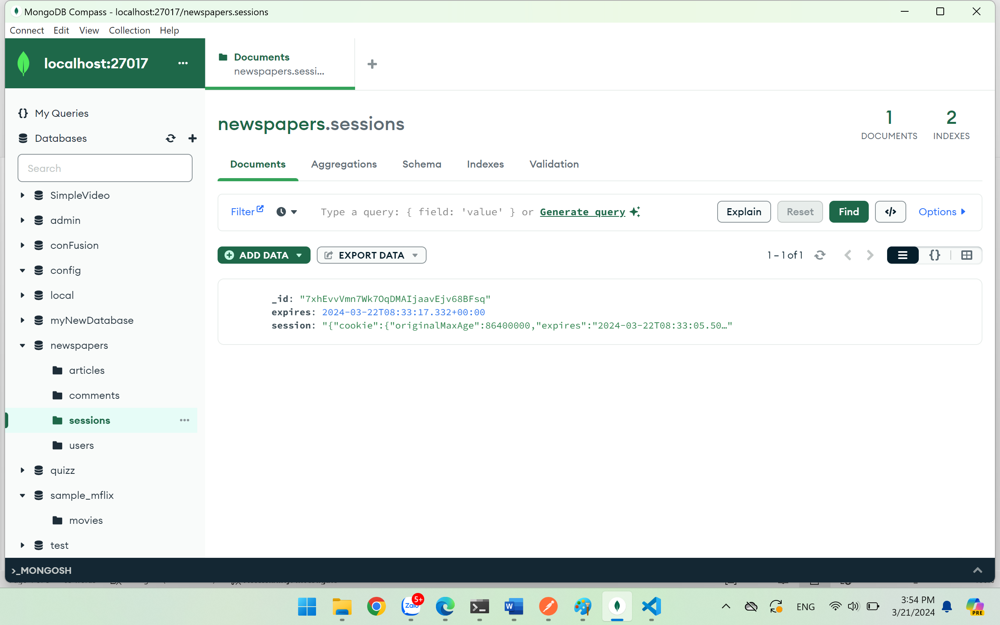 MongoDB Compass - localhost:27017/newspapers.sessions
Connect Edit View Collection Help
localhost:27017
Documents
newspapers.sessi...
My Queries
Databases
Search
SimpleVideo
admin
conFusion
config
local
myNewDatabase
newspapers
articles
comments
sessions
users
quizz
sample_mflix
movies
test
newspapers.sessions
1
DOCUMENTS
2
INDEXES
Documents Aggregations Schema Indexes Validation
Filter Type a query: { field: 'value' } or Generate query Explain Reset Find </> Options
ADD DATA EXPORT DATA 1 – 1 of 1 {}
_id: "7xhEvvVmn7Wk7OqDMAIjaavEjv68BFsq"
expires: 2024-03-22T08:33:17.332+00:00
session: "{"cookie":{"originalMaxAge":86400000,"expires":"2024-03-22T08:33:05.50…"
>_MONGOSH
Zalo 5+ W ENG 3:54 PM
3/21/2024
PRE